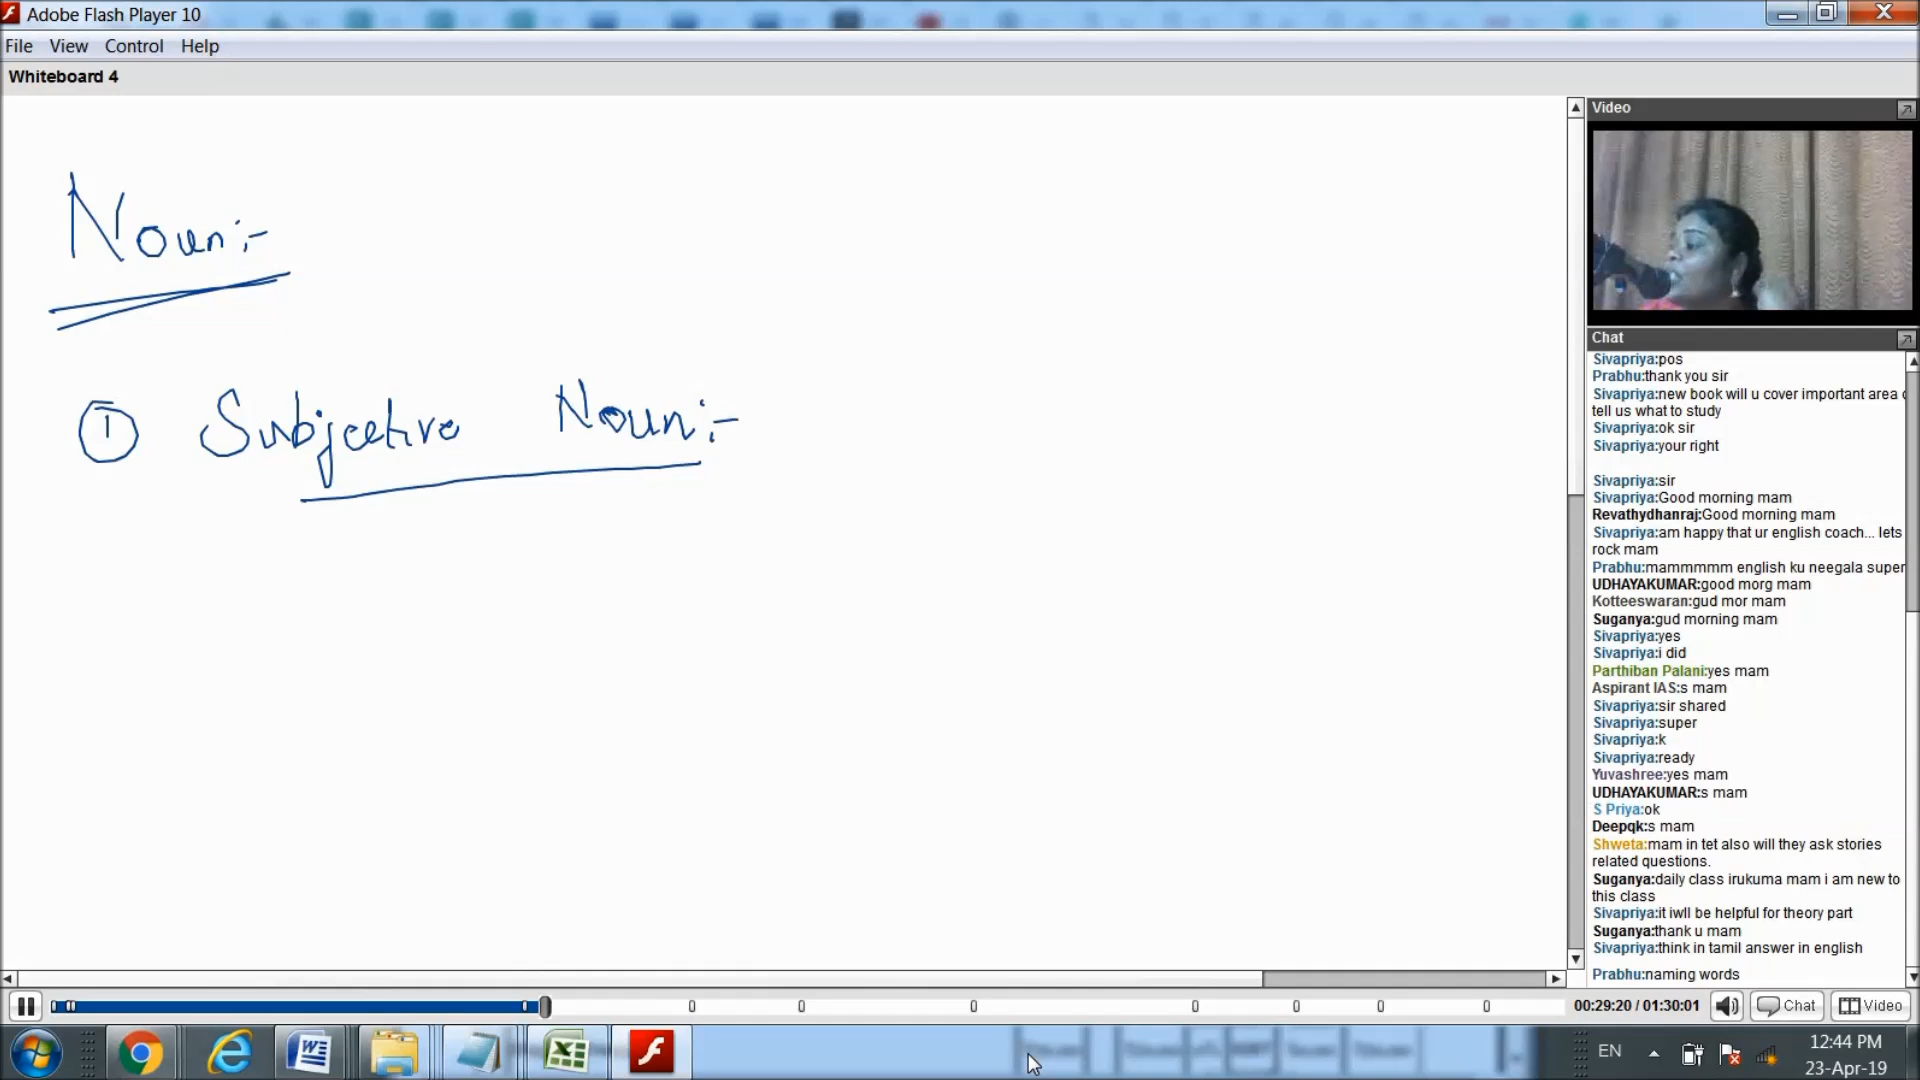 Adobe Flash Player 10
File View Control Help
Whiteboard 4
Noun:-
① Subjective Noun:-
Video
Chat
Sivapriya:pos
Prabhu:thank you sir
Sivapriya:new book will u cover important area
tell us what to study
Sivapriya:ok sir
Sivapriya:your right
Sivapriya:sir
Sivapriya:Good morning mam
Revathydhanraj:Good morning mam
Sivapriya:am happy that ur english coach... lets
rock mam
Prabhu:mammmmm english ku neegala super
UDHAYAKUMAR:good morg mam
Kotteeswaran:gud mor mam
Suganya:gud morning mam
Sivapriya:yes
Sivapriya:i did
Parthiban Palani:yes mam
Aspirant IAS:s mam
Sivapriya:sir shared
Sivapriya:super
Sivapriya:k
Sivapriya:ready
Yuvashree:yes mam
UDHAYAKUMAR:s mam
S Priya:ok
Deepqk:s mam
Shweta:mam in tet also will they ask stories
related questions.
Suganya:daily class irukuma mam i am new to
this class
Sivapriya:it iwll be helpful for theory part
Suganya:thank u mam
Sivapriya:think in tamil answer in english
Prabhu:naming words
00:29:20 / 01:30:01 Chat Video
EN 12:44 PM
23-Apr-19